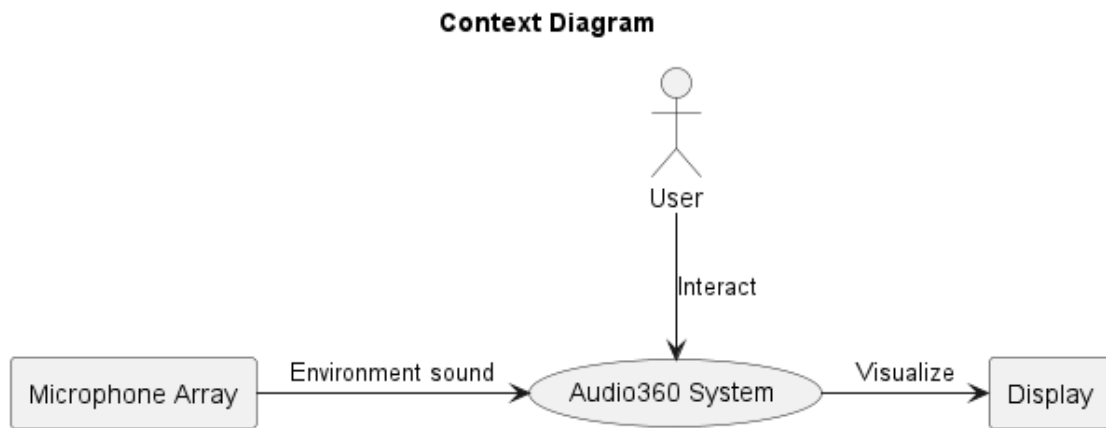 Context Diagram
User
Interact
Microphone Array
Environment sound
Audio360 System
Visualize
Display